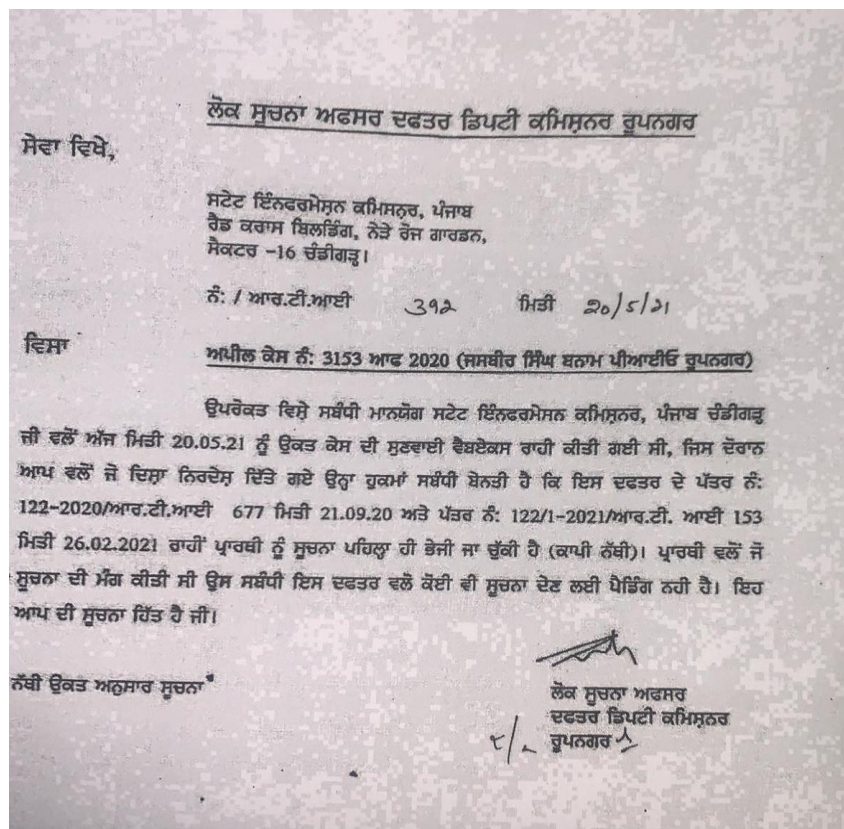 ਲੋਕ ਸੂਚਨਾ ਅਫਸਰ ਦਫਤਰ ਡਿਪਟੀ ਕਮਿਸ਼ਨਰ ਰੂਪਨਗਰ
ਸੇਵਾ ਵਿਖੇ,
ਸਟੇਟ ਇੰਨਫਰਮੇਸ਼ਨ ਕਮਿਸਨਰ, ਪੰਜਾਬ
ਰੈਡ ਕਰਾਸ ਬਿਲਡਿੰਗ, ਨੇੜੇ ਰੋਜ ਗਾਰਡਨ,
ਸੈਕਟਰ -16 ਚੰਡੀਗੜ੍ਹ।
ਨੰ: / ਆਰ.ਟੀ.ਆਈ 392 ਮਿਤੀ 20/5/21
ਵਿਸਾ
ਅਪੀਲ ਕੇਸ ਨੰ: 3153 ਆਫ 2020 (ਜਸਬੀਰ ਸਿੰਘ ਬਨਾਮ ਪੀਆਈਓ ਰੂਪਨਗਰ)
ਉਪਰੋਕਤ ਵਿਸ਼ੇ ਸਬੰਧੀ ਮਾਨਯੋਗ ਸਟੇਟ ਇੰਨਫਰਮੇਸਨ ਕਮਿਸਨਰ, ਪੰਜਾਬ ਚੰਡੀਗੜ੍ਹ
ਜੀ ਵਲੋਂ ਅੱਜ ਮਿਤੀ 20.05.21 ਨੂੰ ਉਕਤ ਕੇਸ ਦੀ ਸੁਣਵਾਈ ਵੈਬਏਕਸ ਰਾਹੀ ਕੀਤੀ ਗਈ ਸੀ, ਜਿਸ ਦੌਰਾਨ
ਆਪ ਵਲੋਂ ਜੋ ਦਿਸ਼ਾ ਨਿਰਦੇਸ਼ ਦਿੱਤੇ ਗਏ ਉਨ੍ਹਾ ਹੁਕਮਾਂ ਸਬੰਧੀ ਬੇਨਤੀ ਹੈ ਕਿ ਇਸ ਦਫਤਰ ਦੇ ਪੱਤਰ ਨੰ:
122-2020/ਆਰ.ਟੀ.ਆਈ 677 ਮਿਤੀ 21.09.20 ਅਤੇ ਪੱਤਰ ਨੰ: 122/1-2021/ਆਰ.ਟੀ. ਆਈ 153
ਮਿਤੀ 26.02.2021 ਰਾਹੀਂ ਪ੍ਰਾਰਥੀ ਨੂੰ ਸੂਚਨਾ ਪਹਿਲਾ ਹੀ ਭੇਜੀ ਜਾ ਚੁੱਕੀ ਹੈ (ਕਾਪੀ ਨੱਥੀ)। ਪ੍ਰਾਰਥੀ ਵਲੋਂ ਜੋ
ਸੂਚਨਾ ਦੀ ਮੰਗ ਕੀਤੀ ਸੀ ਉਸ ਸਬੰਧੀ ਇਸ ਦਫਤਰ ਵਲੋ ਕੋਈ ਵੀ ਸੂਚਨਾ ਦੇਣ ਲਈ ਪੈਡਿੰਗ ਨਹੀ ਹੈ। ਇਹ
ਆਪ ਦੀ ਸੂਚਨਾ ਹਿੱਤ ਹੈ ਜੀ।
ਨੱਥੀ ਉਕਤ ਅਨੁਸਾਰ ਸੂਚਨਾ
ਲੋਕ ਸੂਚਨਾ ਅਫਸਰ
ਦਫਤਰ ਡਿਪਟੀ ਕਮਿਸ਼ਨਰ
ਰੂਪਨਗਰ